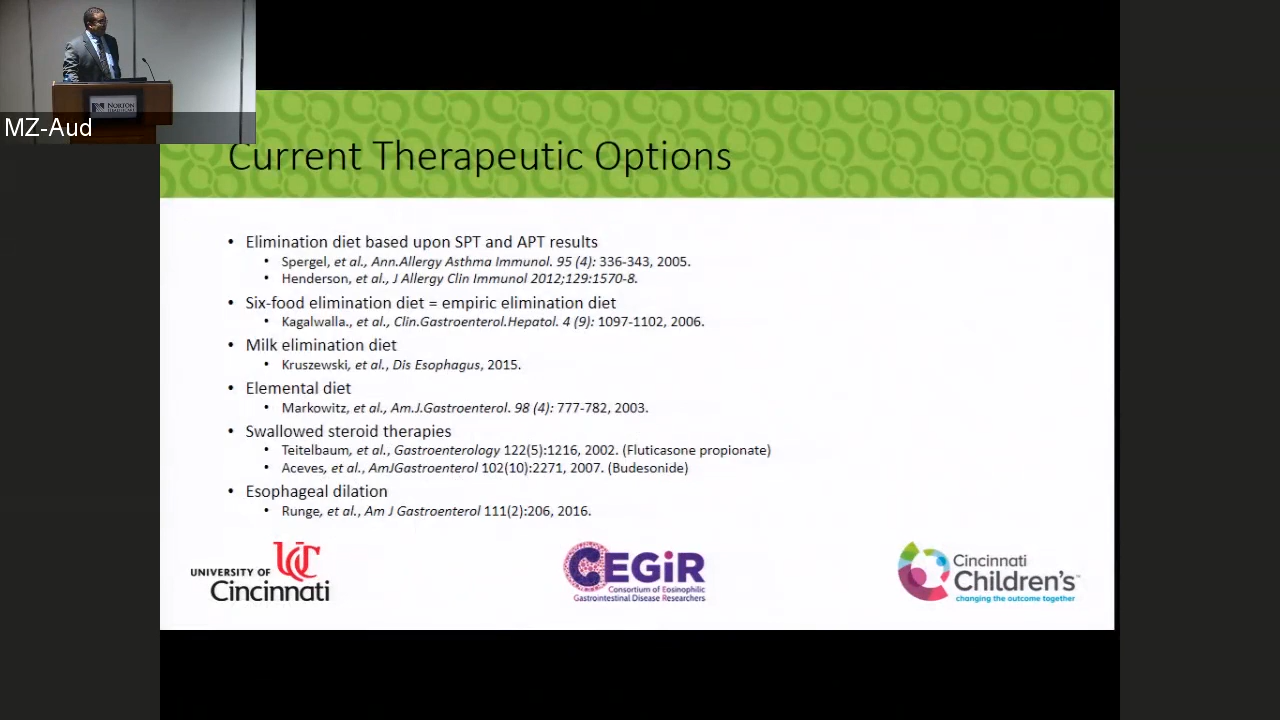 NORTON
MZ-Aud
Current Therapeutic Options
• Elimination diet based upon SPT and APT results
• Spergel, et al., Ann.Allergy Asthma Immunol. 95 (4): 336-343, 2005.
• Henderson, et al., J Allergy Clin Immunol 2012;129:1570-8.
• Six-food elimination diet = empiric elimination diet
• Kagalwalla., et al., Clin.Gastroenterol.Hepatol. 4 (9): 1097-1102, 2006.
• Milk elimination diet
• Kruszewski, et al., Dis Esophagus, 2015.
• Elemental diet
• Markowitz, et al., Am.J.Gastroenterol. 98 (4): 777-782, 2003.
• Swallowed steroid therapies
• Teitelbaum, et al., Gastroenterology 122(5):1216, 2002. (Fluticasone propionate)
• Aceves, et al., AmJGastroenterol 102(10):2271, 2007. (Budesonide)
• Esophageal dilation
• Runge, et al., Am J Gastroenterol 111(2):206, 2016.
UC
UNIVERSITY OF
Cincinnati
CEGiR
Consortium of Eosinophilic
Gastrointestinal Disease Researchers
Cincinnati
Children's™
changing the outcome together